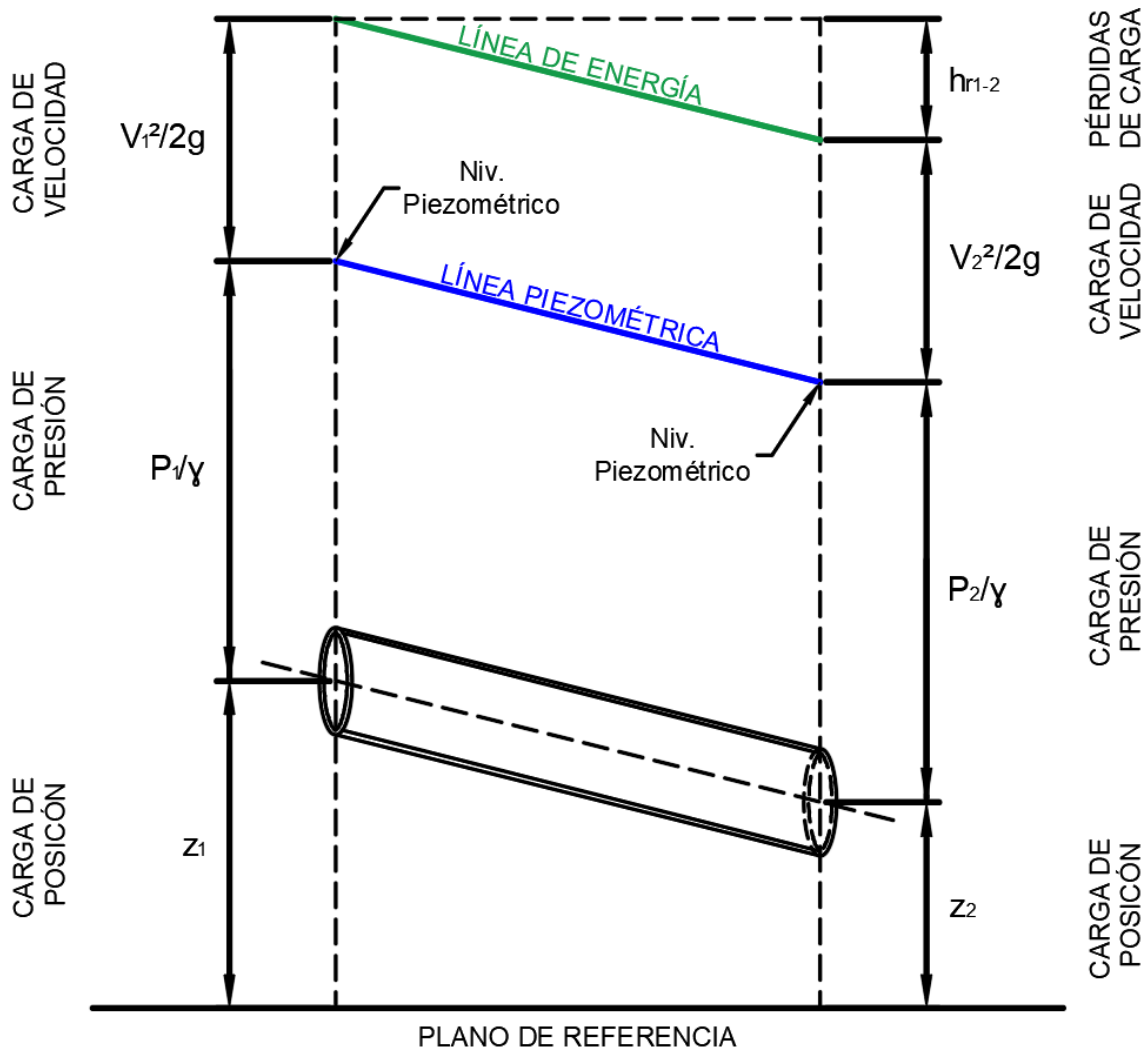 LÍNEA DE ENERGÍA
hr1-2
PÉRDIDAS
DE CARGA
CARGA DE
VELOCIDAD
V₁²/2g
Niv.
Piezométrico
LÍNEA PIEZOMÉTRICA
V₂²/2g
CARGA DE
VELOCIDAD
CARGA DE
PRESIÓN
P₁/γ
Niv.
Piezométrico
P₂/γ
CARGA DE
PRESIÓN
CARGA DE
POSICÓN
z₁
z₂
CARGA DE
POSICÓN
PLANO DE REFERENCIA